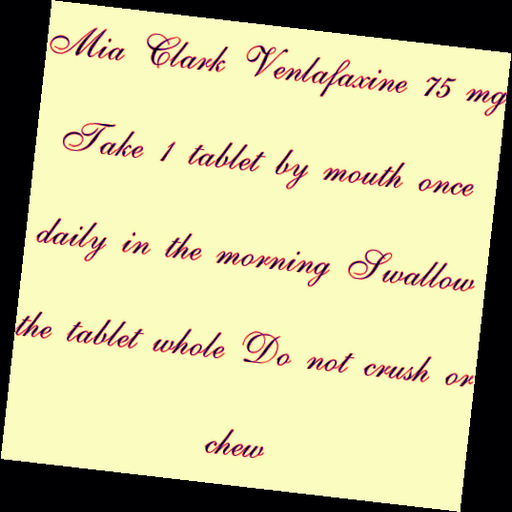 Mia Clark Venlafaxine 75 mg
Take 1 tablet by mouth once
daily in the morning Swallow
the tablet whole Do not crush or
chew